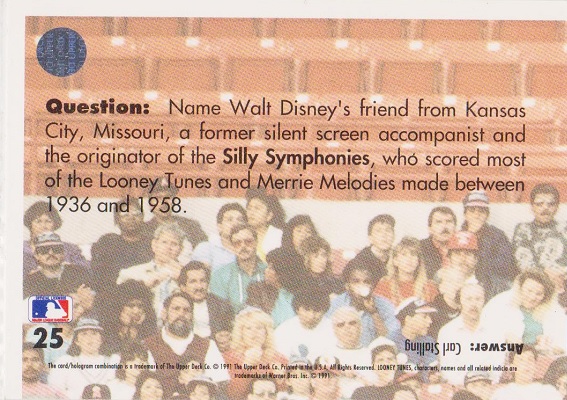 Question: Name Walt Disney's friend from Kansas
City, Missouri, a former silent screen accompanist and
the originator of the Silly Symphonies, who scored most
of the Looney Tunes and Merrie Melodies made between
1936 and 1958.
25
Answer: Carl Stalling
The card/hologram combination is a trademark of The Upper Deck Co. © 1991 The Upper Deck Co. Printed in the U.S.A. All Rights Reserved. LOONEY TUNES, characters, names and all related indicia are
trademarks of Warner Bros. Inc. © 1991